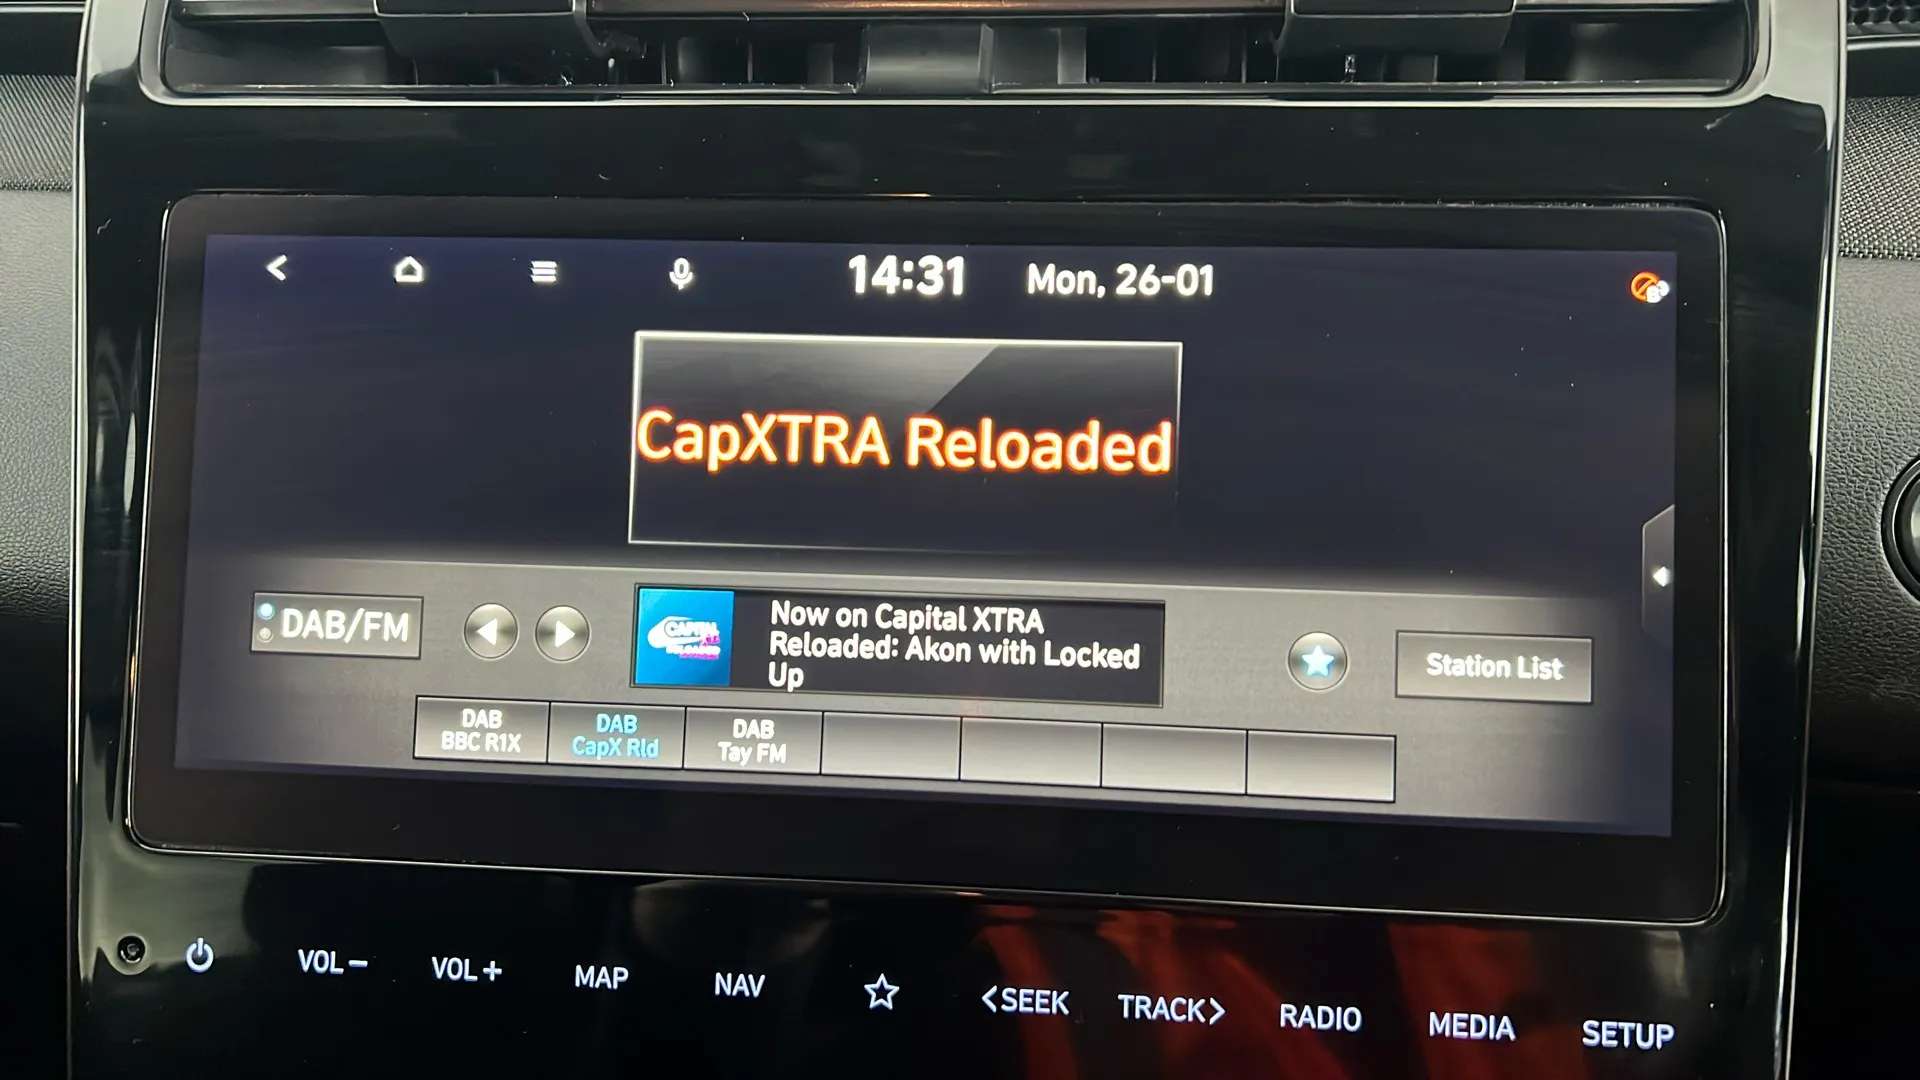 14:31 Mon, 26-01
CapXTRA Reloaded
DAB/FM
CAPITAL
RELOADED
Now on Capital XTRA
Reloaded: Akon with Locked
Up
Station List
DAB
BBC R1X
DAB
CapX Rld
DAB
Tay FM
VOL−
VOL+
MAP
NAV
<SEEK
TRACK>
RADIO
MEDIA
SETUP